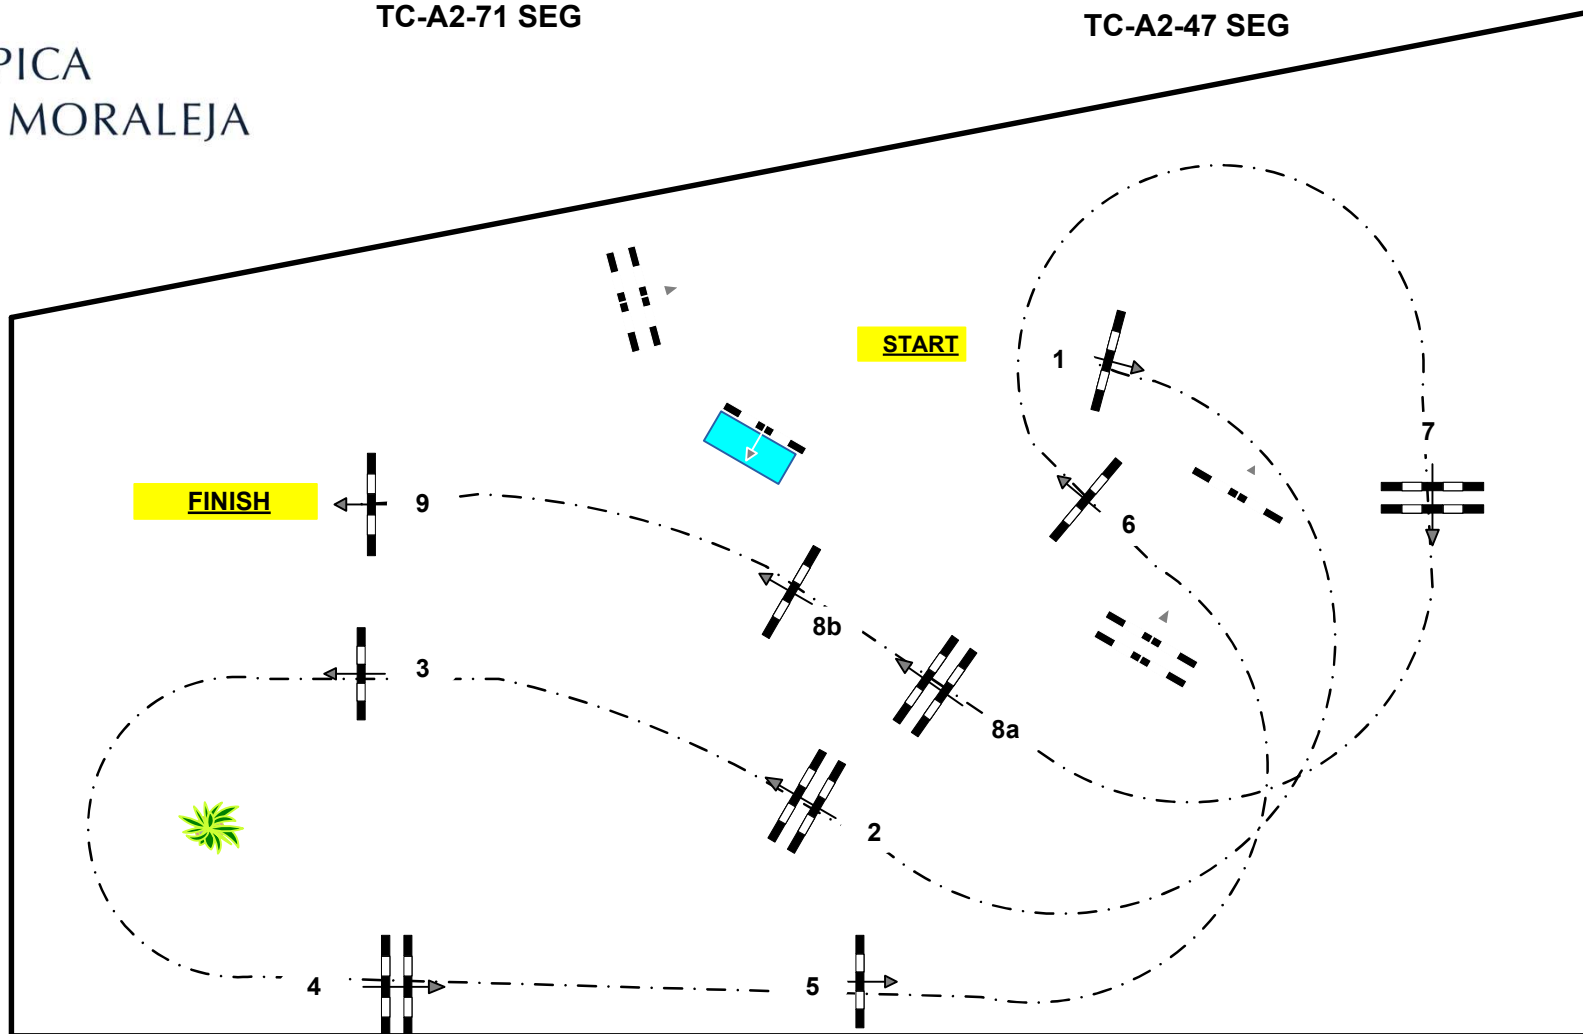 TC-A2-71 SEG
TC-A2-47 SEG
PICA
MORALEJA
START
1
7
FINISH
9
6
8b
3
8a
2
4
5